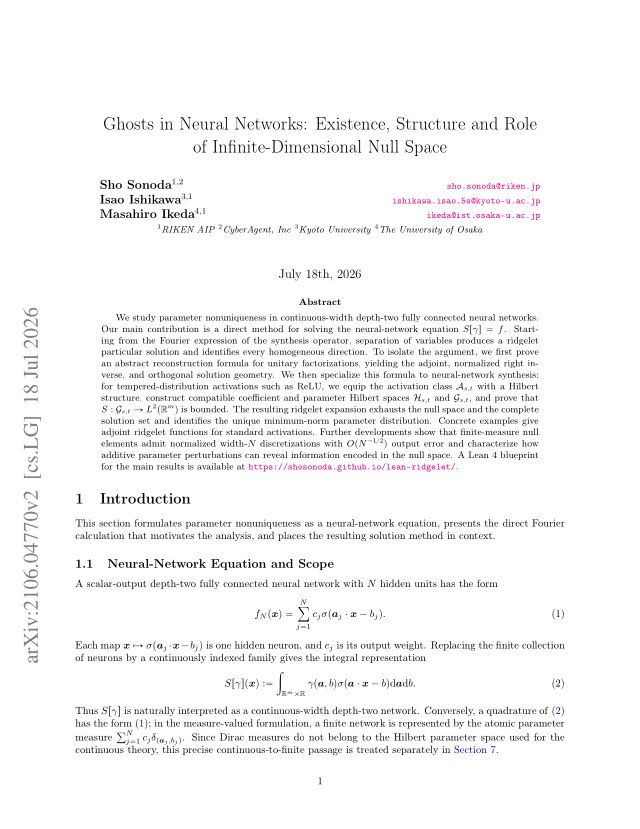 Ghosts in Neural Networks: Existence, Structure and Role
of Infinite-Dimensional Null Space
Sho Sonoda1,2 sho.sonoda@riken.jp
Isao Ishikawa3,1 ishikawa.isao.5s@kyoto-u.ac.jp
Masahiro Ikeda4,1 ikeda@ist.osaka-u.ac.jp
1RIKEN AIP 2CyberAgent, Inc 3Kyoto University 4The University of Osaka
July 18th, 2026
Abstract
We study parameter nonuniqueness in continuous-width depth-two fully connected neural networks.
Our main contribution is a direct method for solving the neural-network equation S[γ] = f. Start-
ing from the Fourier expression of the synthesis operator, separation of variables produces a ridgelet
particular solution and identifies every homogeneous direction. To isolate the argument, we first prove
an abstract reconstruction formula for unitary factorizations, yielding the adjoint, normalized right in-
verse, and orthogonal solution geometry. We then specialize this formula to neural-network synthesis:
for tempered-distribution activations such as ReLU, we equip the activation class 𝒜s,t with a Hilbert
structure, construct compatible coefficient and parameter Hilbert spaces ℋs,t and 𝒢s,t, and prove that
S : 𝒢s,t → L²(ℝᵐ) is bounded. The resulting ridgelet expansion exhausts the null space and the complete
solution set and identifies the unique minimum-norm parameter distribution. Concrete examples give
adjoint ridgelet functions for standard activations. Further developments show that finite-measure null
elements admit normalized width-N discretizations with O(N−1/2) output error and characterize how
additive parameter perturbations can reveal information encoded in the null space. A Lean 4 blueprint
for the main results is available at https://shosonoda.github.io/lean-ridgelet/.
1 Introduction
This section formulates parameter nonuniqueness as a neural-network equation, presents the direct Fourier
calculation that motivates the analysis, and places the resulting solution method in context.
1.1 Neural-Network Equation and Scope
A scalar-output depth-two fully connected neural network with N hidden units has the form
fN(x) = ∑j=1N cjσ(aj · x − bj). (1)
Each map x ↦ σ(aj · x − bj) is one hidden neuron, and cj is its output weight. Replacing the finite collection
of neurons by a continuously indexed family gives the integral representation
S[γ](x) := ∫ℝm×ℝ γ(a, b)σ(a · x − b)dadb. (2)
Thus S[γ] is naturally interpreted as a continuous-width depth-two network. Conversely, a quadrature of (2)
has the form (1); in the measure-valued formulation, a finite network is represented by the atomic parameter
measure ∑j=1N cjδ(aj,bj). Since Dirac measures do not belong to the Hilbert parameter space used for the
continuous theory, this precise continuous-to-finite passage is treated separately in Section 7.
1
arXiv:2106.04770v2 [cs.LG] 18 Jul 2026